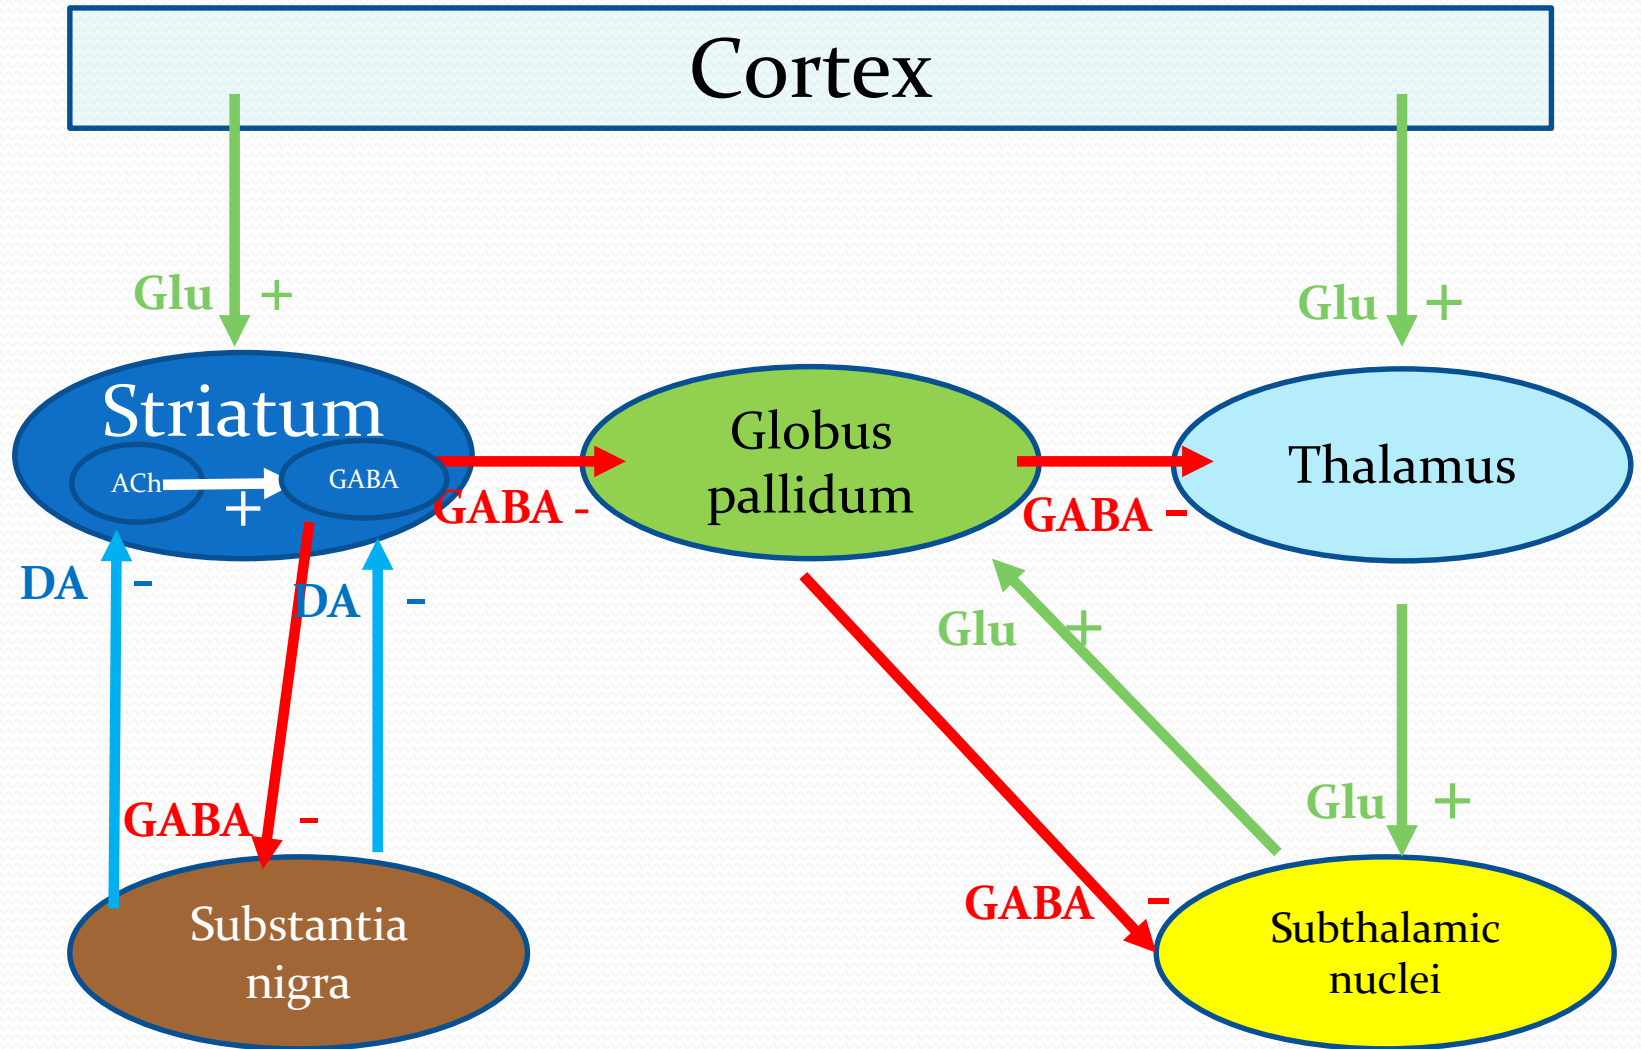 Cortex
Glu +
Glu +
Striatum
ACh
+
GABA
GABA -
Globus
pallidum
GABA -
Thalamus
DA -
DA -
Glu +
GABA -
Glu +
GABA -
Substantia
nigra
Subthalamic
nuclei